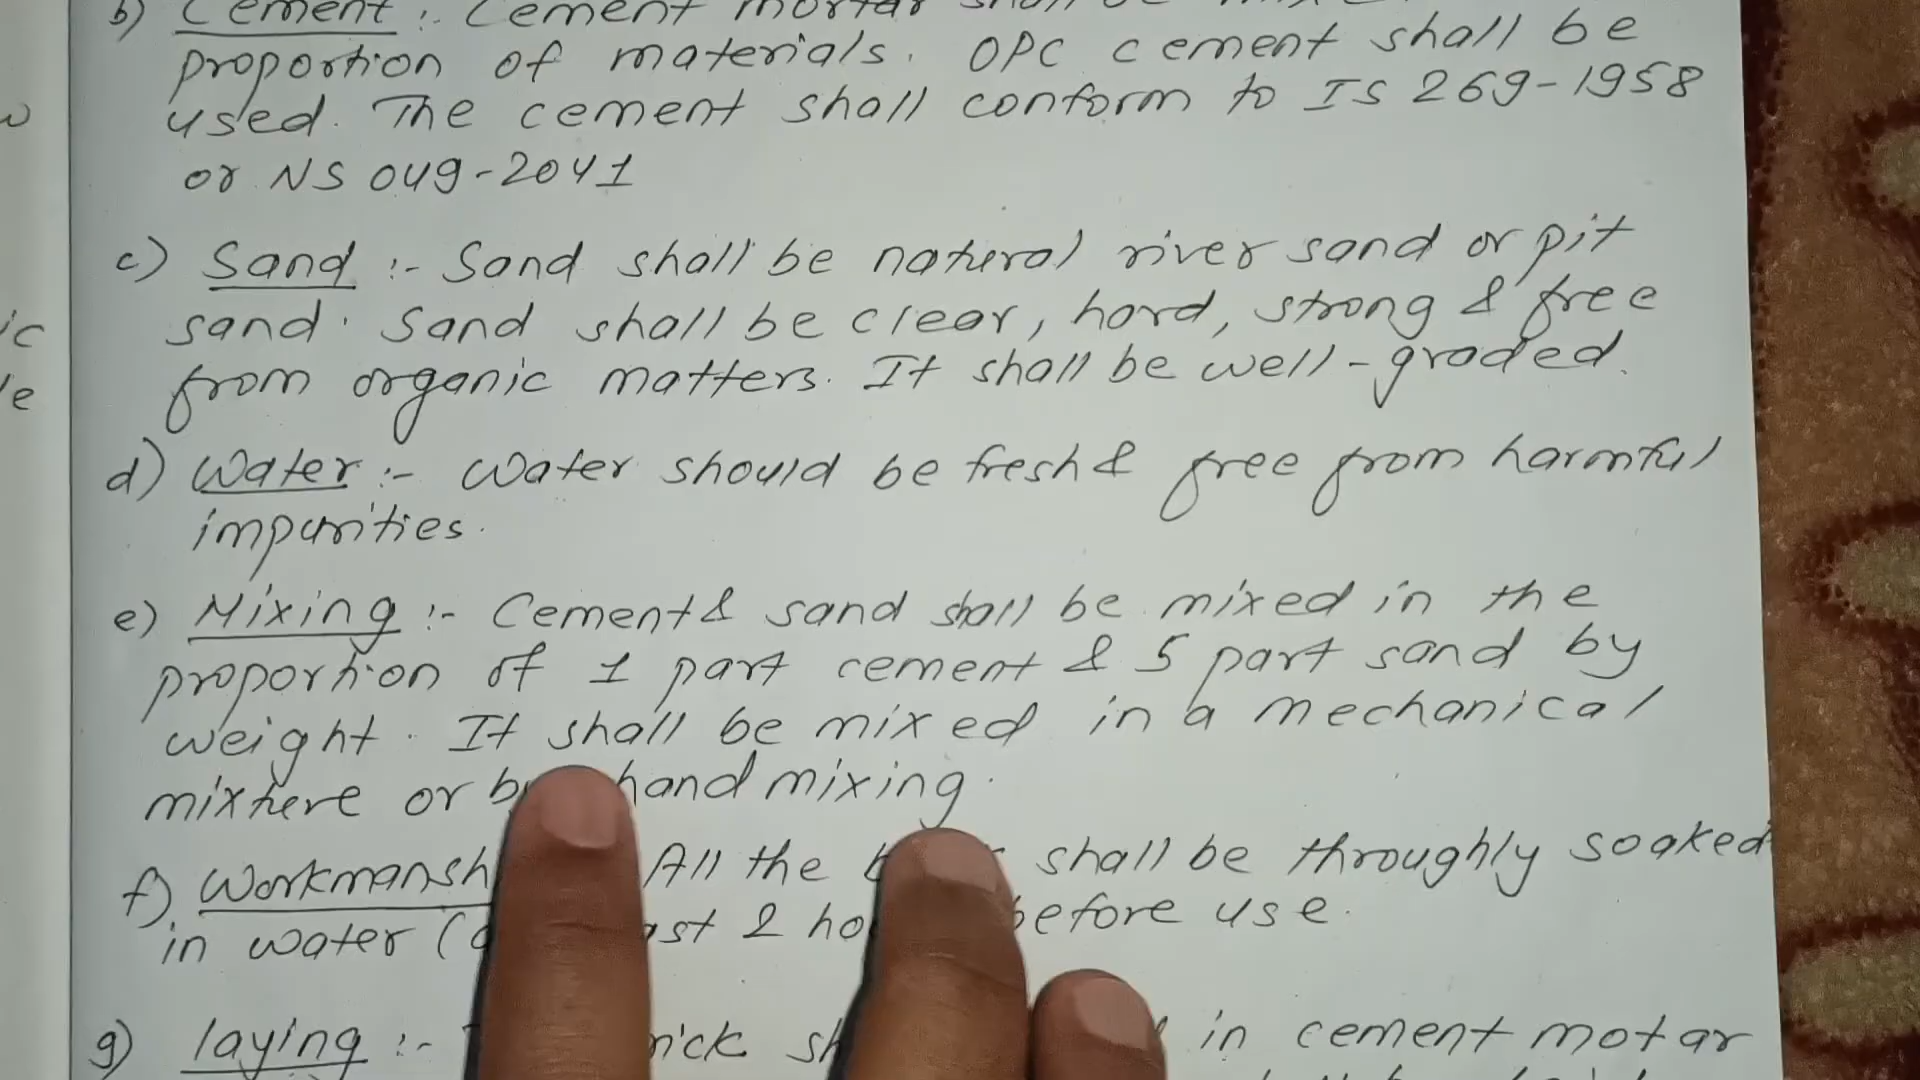 b) Cement :- Cement mortar shall be
proportion of materials. OPC cement shall be
used. The cement shall conform to IS 269-1958
or NS 049-2041
c) Sand :- Sand shall be natural river sand or pit
sand. Sand shall be clear, hard, strong & free
from organic matters. It shall be well-graded.
d) Water :- Water should be fresh & free from harmful
impurities.
e) Mixing :- Cement & sand shall be mixed in the
proportion of 1 part cement & 5 part sand by
weight. It shall be mixed in a mechanical
mixture or hand mixing.
f) All the shall be throughly soaked
in water 2 before use.
g) laying :- in cement motar